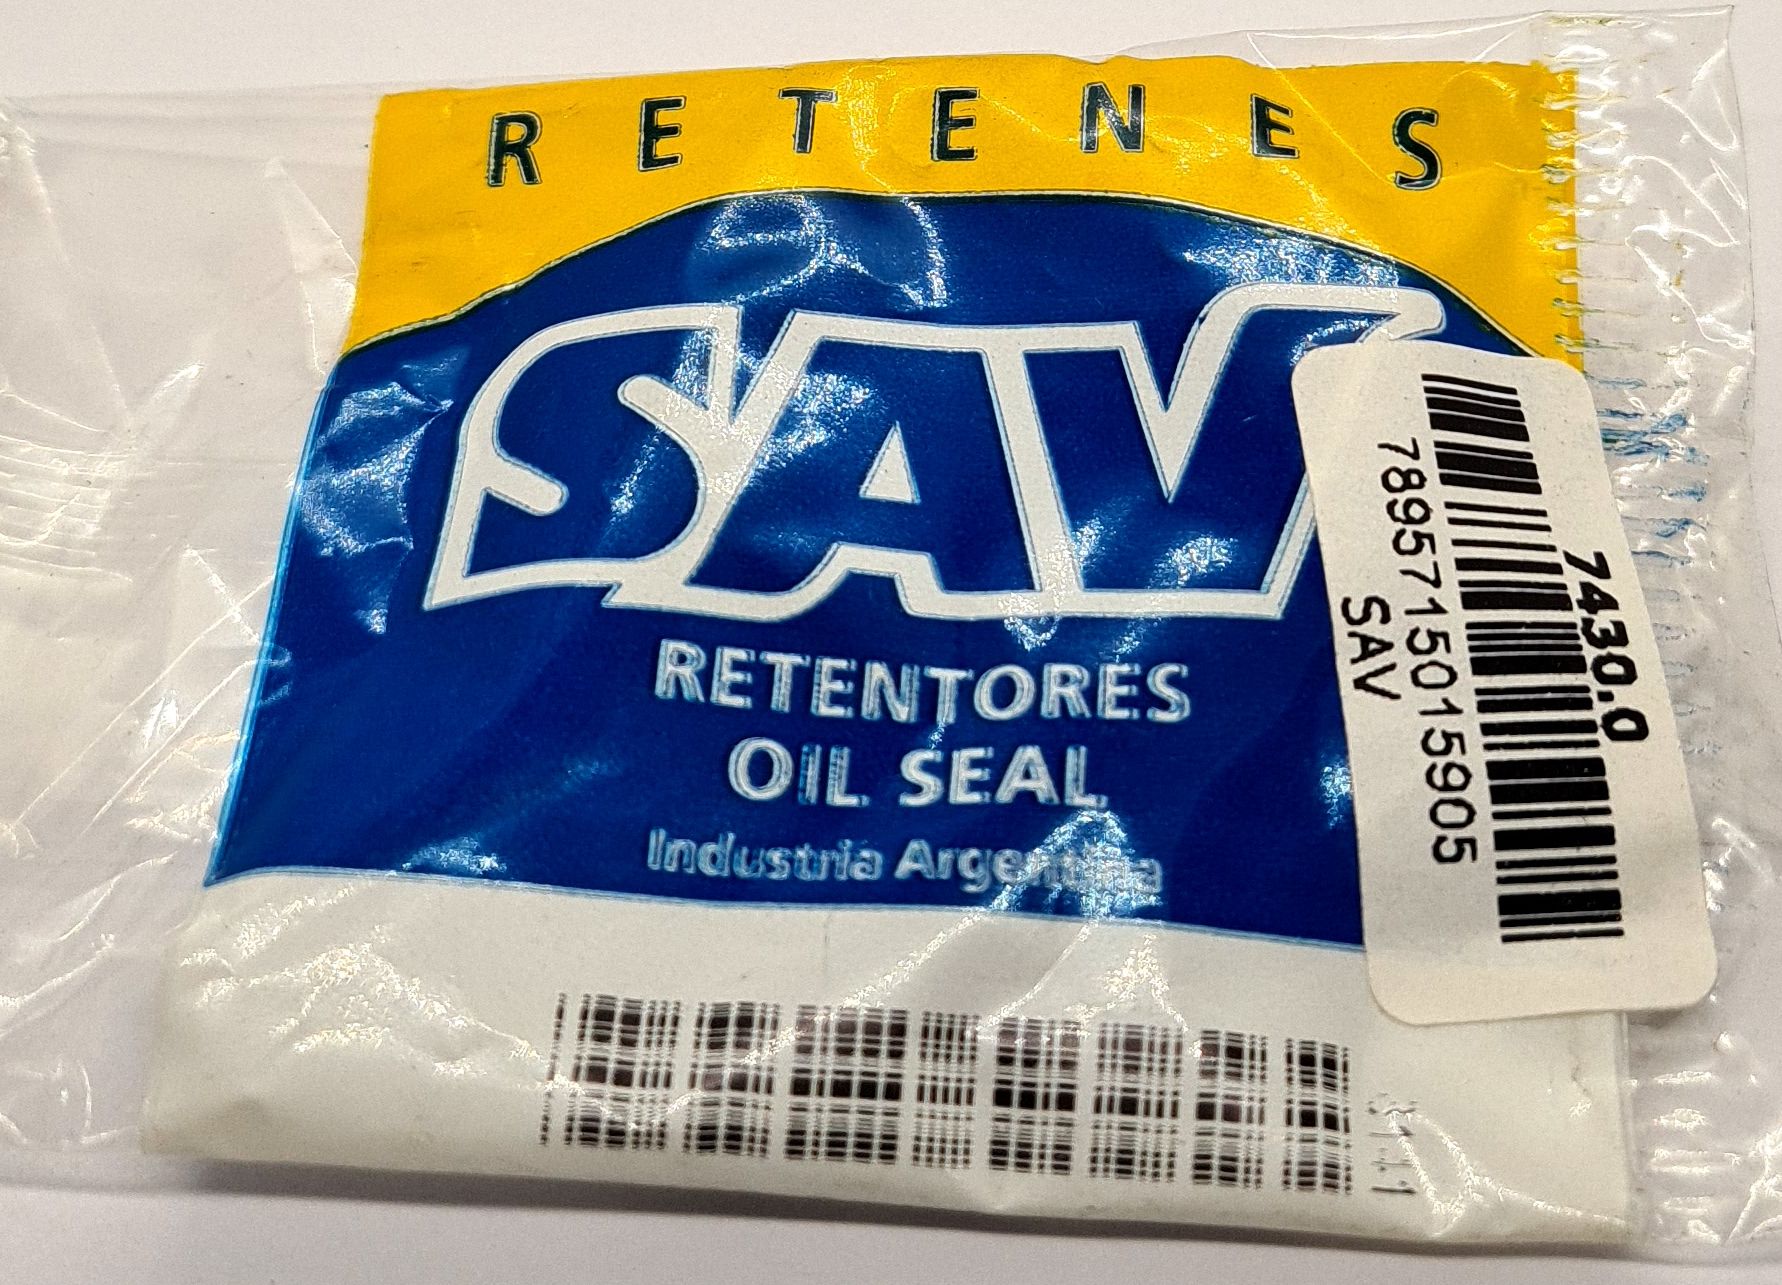 RETENES
SAV
RETENTORES
OIL SEAL
Industria Argentina
7430.0
7895715015905
SAV